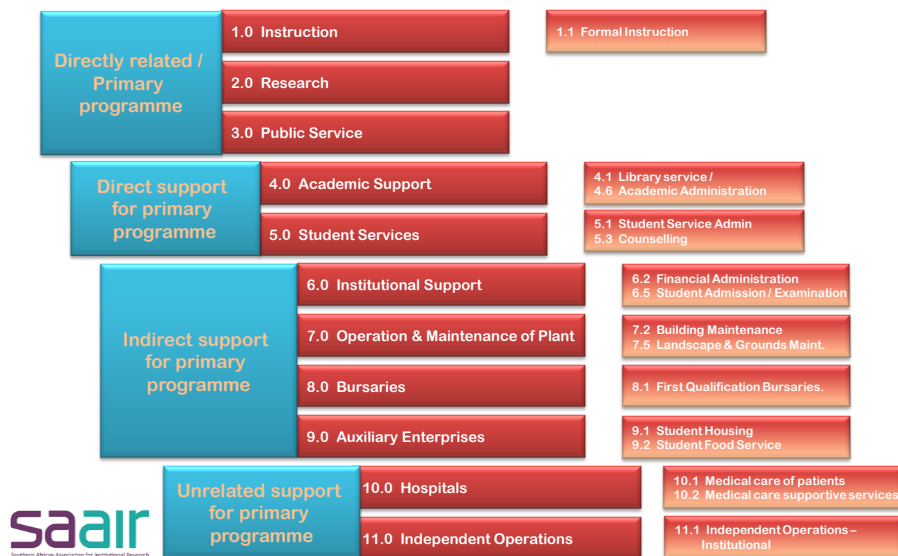 Directly related /
Primary
programme
1.0 Instruction
1.1 Formal Instruction
2.0 Research
3.0 Public Service
Direct support
for primary
programme
4.0 Academic Support
4.1 Library service /
4.6 Academic Administration
5.0 Student Services
5.1 Student Service Admin
5.3 Counselling
Indirect support
for primary
programme
6.0 Institutional Support
6.2 Financial Administration
6.5 Student Admission / Examination
7.0 Operation & Maintenance of Plant
7.2 Building Maintenance
7.5 Landscape & Grounds Maint.
8.0 Bursaries
8.1 First Qualification Bursaries.
9.0 Auxiliary Enterprises
9.1 Student Housing
9.2 Student Food Service
Unrelated support
for primary
programme
10.0 Hospitals
10.1 Medical care of patients
10.2 Medical care supportive services
11.0 Independent Operations
11.1 Independent Operations –
Institutional
saair
Southern African Association for Institutional Research